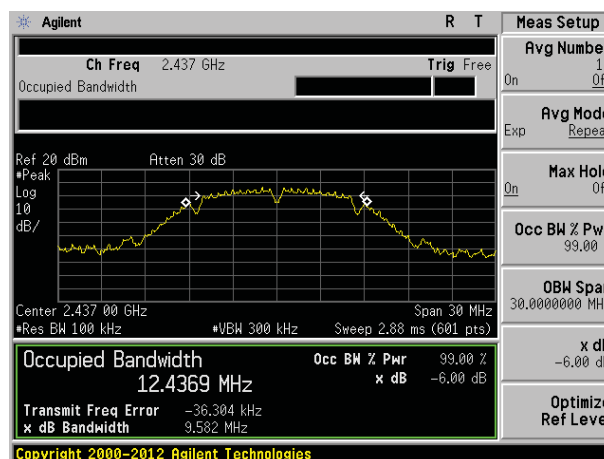 Agilent R T Meas Setup
Ch Freq 2.437 GHz Trig Free
Occupied Bandwidth
Avg Numbe
1
On Of
Avg Mode
Exp Repea
Max Hol
On Of
Occ BW % Pw
99.00
OBW Spa
30.0000000 MH
x d
-6.00 d
Optimize
Ref Leve
Ref 20 dBm Atten 30 dB
#Peak
Log
10
dB/
Center 2.437 00 GHz Span 30 MHz
#Res BW 100 kHz #VBW 300 kHz Sweep 2.88 ms (601 pts)
Occupied Bandwidth Occ BW % Pwr 99.00 %
12.4369 MHz x dB -6.00 dB
Transmit Freq Error -36.304 kHz
x dB Bandwidth 9.582 MHz
Copyright 2000-2012 Agilent Technologies